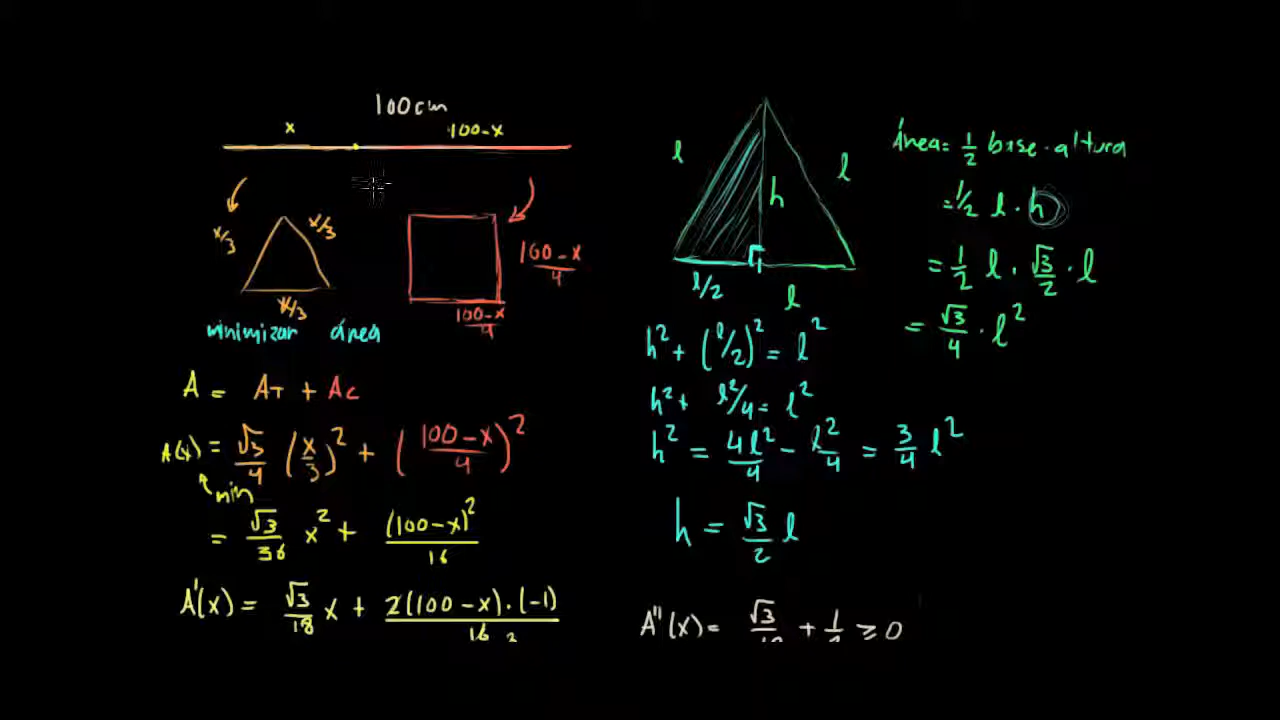 100cm
x
100-x
x/3
x/3
x/3
100-x/4
100-x/4
minimizar área
A = AT + AC
A(x) = √3/4 (x/3)² + (100-x/4)²
min
= √3/36 x² + (100-x)²/16
A'(x) = √3/18 x + 2(100-x)·(-1)/16
l
l
h
l/2
l
h² + (l/2)² = l²
h² + l²/4 = l²
h² = 4l²/4 - l²/4 = 3/4 l²
h = √3/2 l
Área = 1/2 base · altura
= 1/2 l · h
= 1/2 l · √3/2 · l
= √3/4 · l²
A''(x) = √3/18 + 1/8 ≥ 0